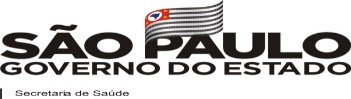 SÃO PAULO
GOVERNO DO ESTADO
Secretaria de Saúde